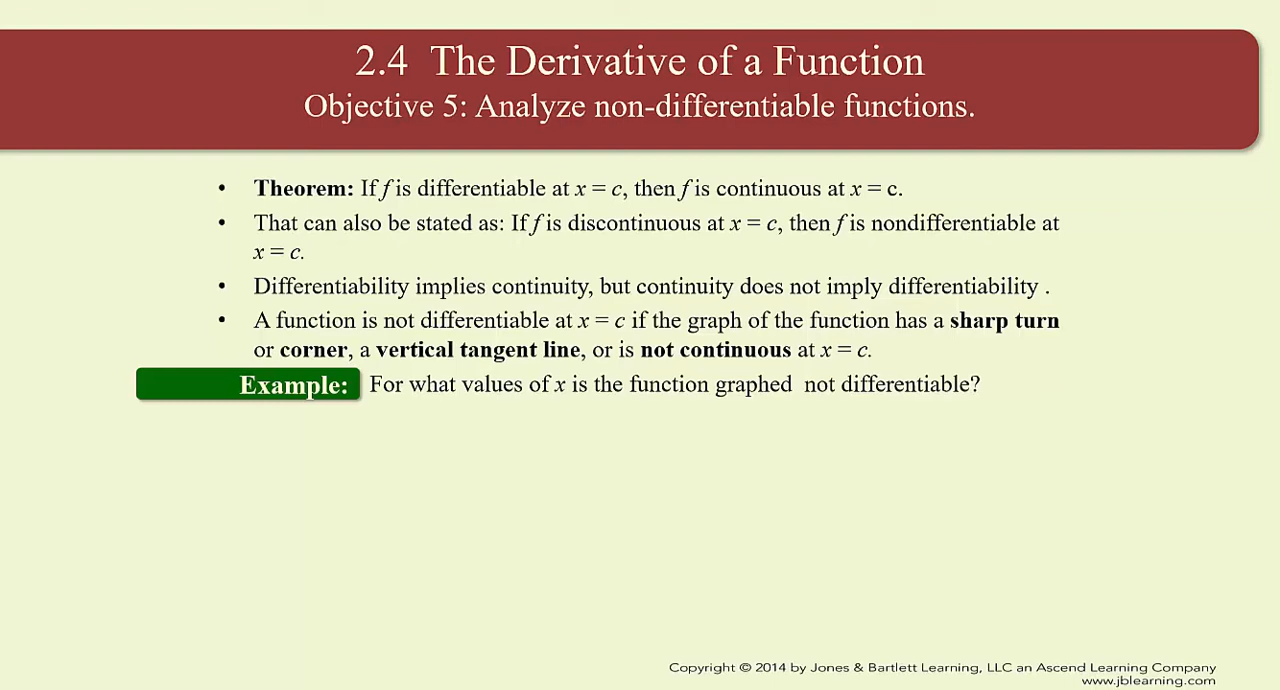 2.4 The Derivative of a Function
Objective 5: Analyze non-differentiable functions.
• Theorem: If f is differentiable at x = c, then f is continuous at x = c.
• That can also be stated as: If f is discontinuous at x = c, then f is nondifferentiable at
x = c.
• Differentiability implies continuity, but continuity does not imply differentiability .
• A function is not differentiable at x = c if the graph of the function has a sharp turn
or corner, a vertical tangent line, or is not continuous at x = c.
Example: For what values of x is the function graphed not differentiable?
Copyright © 2014 by Jones & Bartlett Learning, LLC an Ascend Learning Company
www.jblearning.com